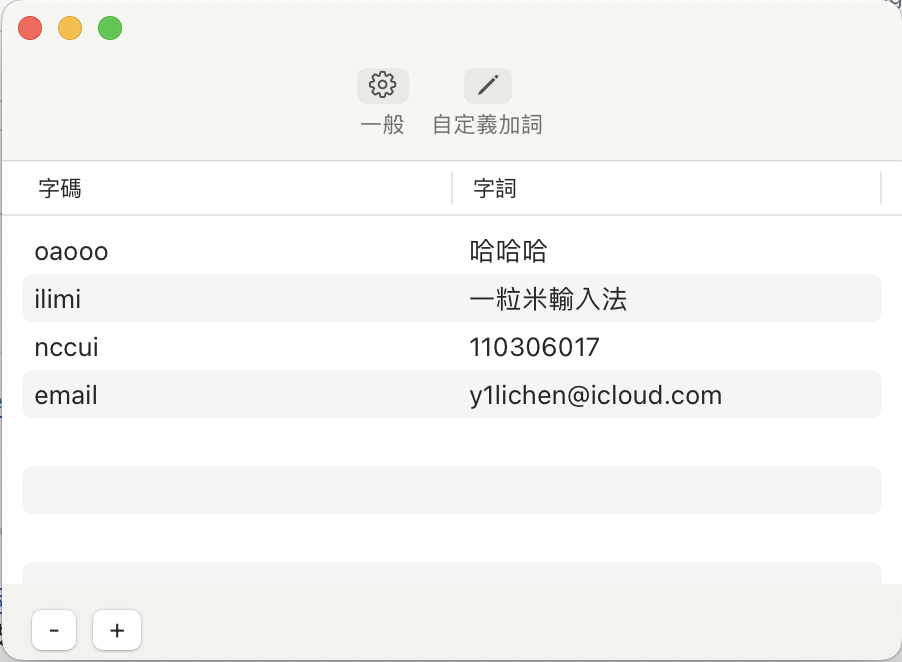 一般 自定義加詞
字碼 字詞
oaooo 哈哈哈
ilimi 一粒米輸入法
nccui 110306017
email y1lichen@icloud.com
- +